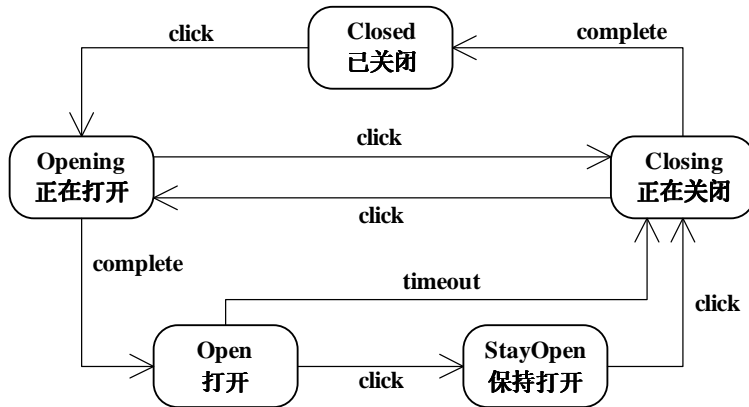 Closed
已关闭
click
complete
Opening
正在打开
click
Closing
正在关闭
click
complete
timeout
click
Open
打开
click
StayOpen
保持打开